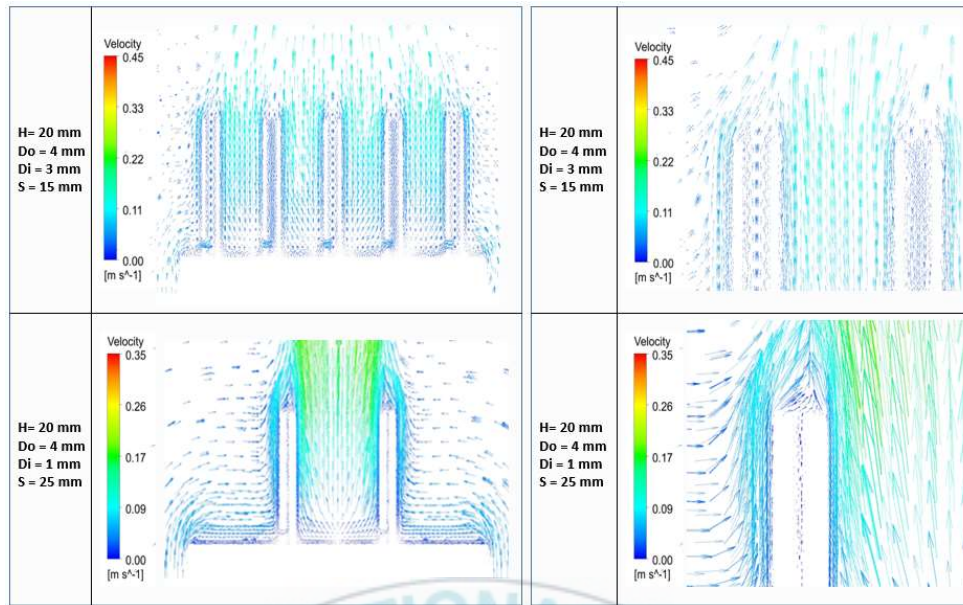 H= 20 mm
Do = 4 mm
Di = 3 mm
S = 15 mm
Velocity
0.45
0.33
0.22
0.11
0.00
[m s^-1]
H= 20 mm
Do = 4 mm
Di = 3 mm
S = 15 mm
Velocity
0.45
0.33
0.22
0.11
0.00
[m s^-1]
H= 20 mm
Do = 4 mm
Di = 1 mm
S = 25 mm
Velocity
0.35
0.26
0.17
0.09
0.00
[m s^-1]
H= 20 mm
Do = 4 mm
Di = 1 mm
S = 25 mm
Velocity
0.35
0.26
0.17
0.09
0.00
[m s^-1]